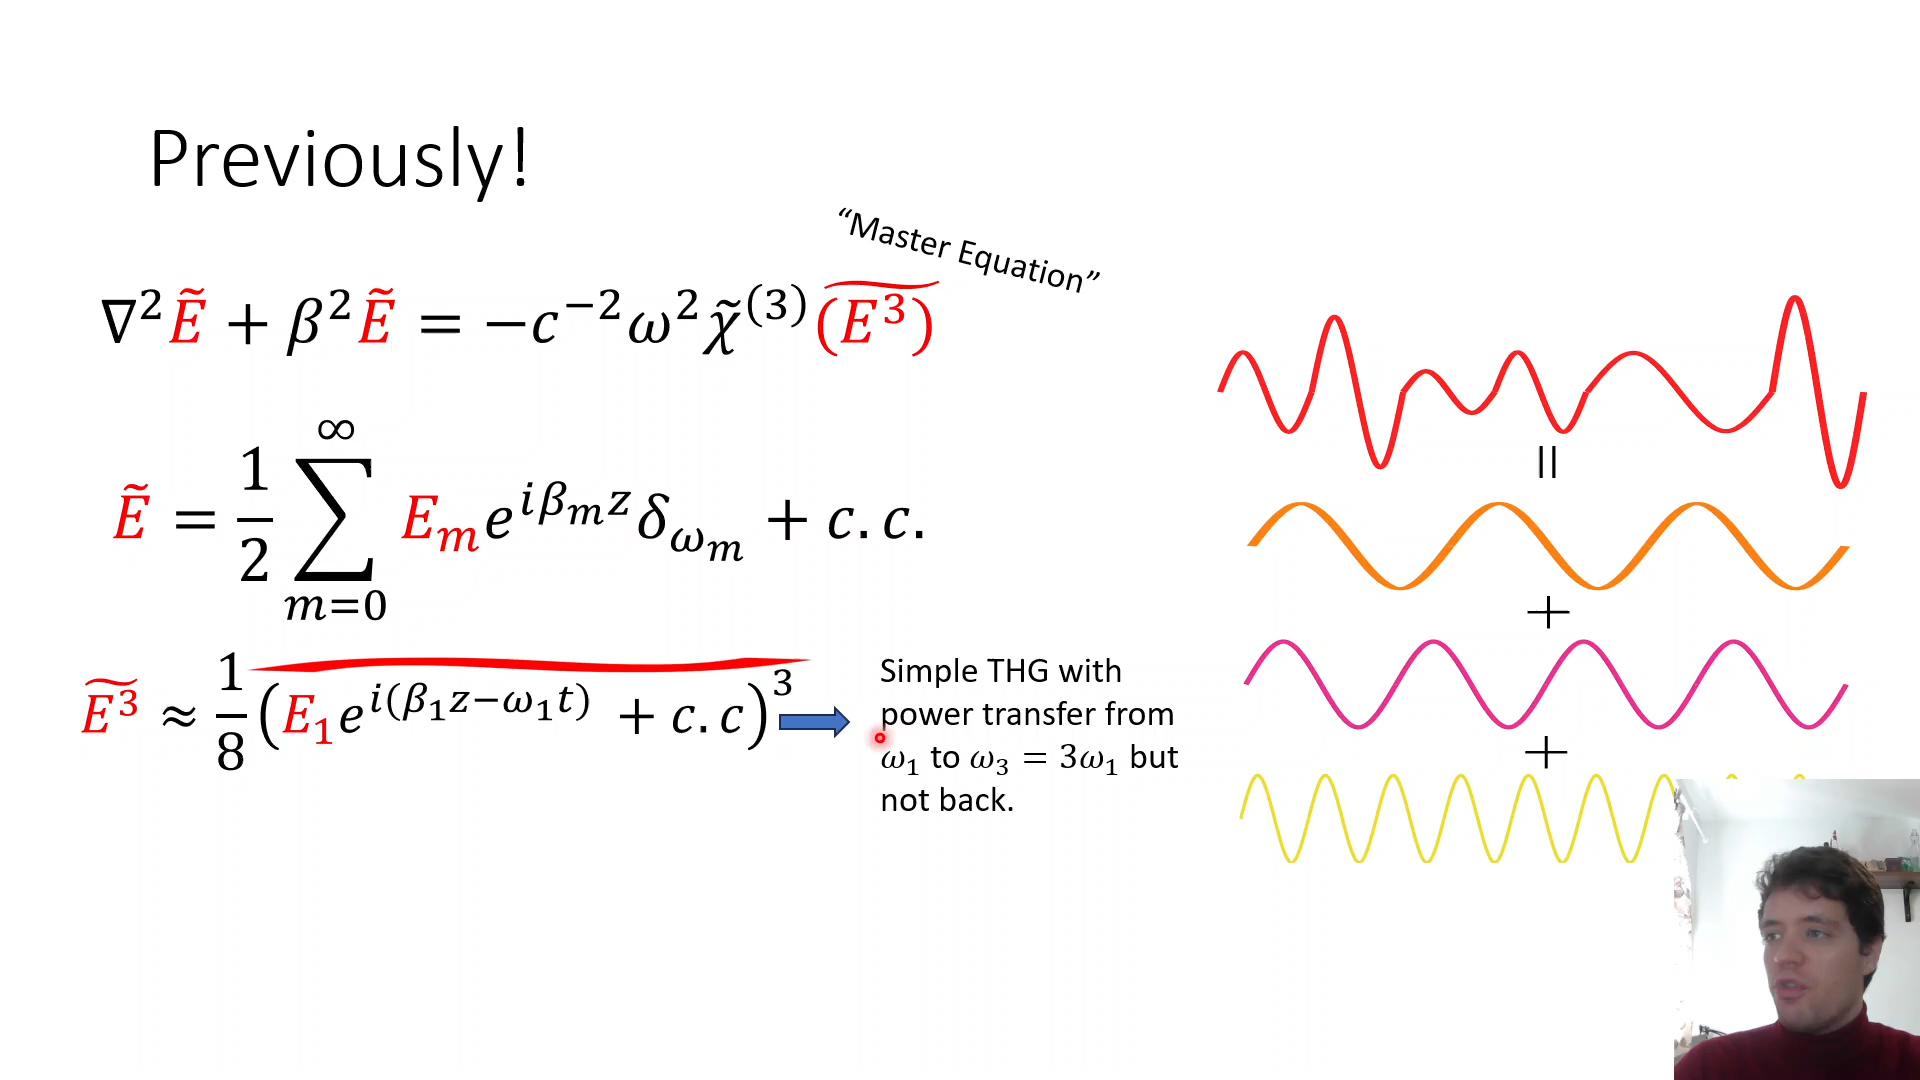 Previously!
“Master Equation”
∇²Ẽ + β²Ẽ = −c⁻²ω²χ̃⁽³⁾(E³)͂
Ẽ = 1/2 ∑_{m=0}^{∞} E_m e^{iβ_m z} δ_{ω_m} + c.c.
Ẽ³ ≈ 1/8 (E₁e^{i(β₁z−ω₁t)} + c.c)³
Simple THG with
power transfer from
ω₁ to ω₃ = 3ω₁ but
not back.
=
+
+